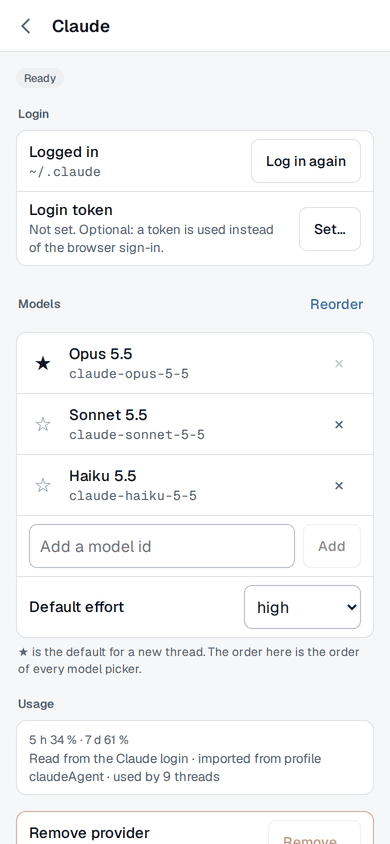 Claude
Ready
Login
Logged in
~/.claude
Log in again
Login token
Not set. Optional: a token is used instead
of the browser sign-in.
Set…
Models
Reorder
★ Opus 5.5
claude-opus-5-5
×
☆ Sonnet 5.5
claude-sonnet-5-5
×
☆ Haiku 5.5
claude-haiku-5-5
×
Add a model id
Add
Default effort
high
★ is the default for a new thread. The order here is the order
of every model picker.
Usage
5 h 34 % · 7 d 61 %
Read from the Claude login · imported from profile
claudeAgent · used by 9 threads
Remove provider
Remove…